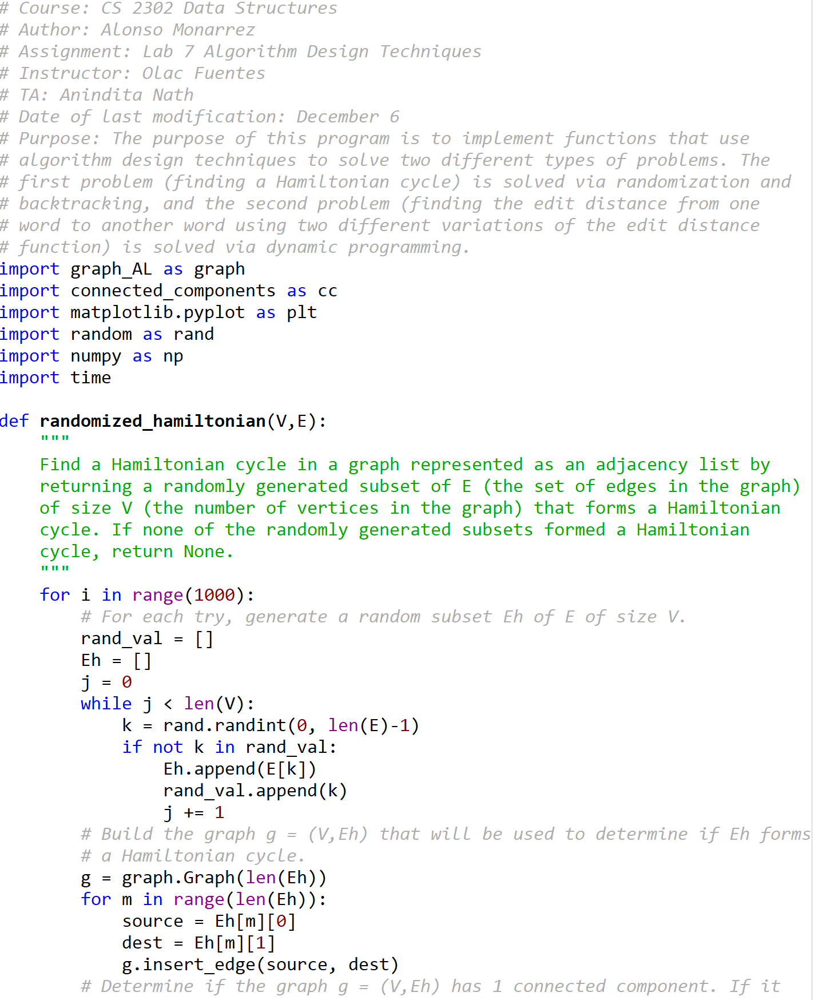 # Course: CS 2302 Data Structures
# Author: Alonso Monarrez
# Assignment: Lab 7 Algorithm Design Techniques
# Instructor: Olac Fuentes
# TA: Anindita Nath
# Date of last modification: December 6
# Purpose: The purpose of this program is to implement functions that use
# algorithm design techniques to solve two different types of problems. The
# first problem (finding a Hamiltonian cycle) is solved via randomization and
# backtracking, and the second problem (finding the edit distance from one
# word to another word using two different variations of the edit distance
# function) is solved via dynamic programming.
import graph_AL as graph
import connected_components as cc
import matplotlib.pyplot as plt
import random as rand
import numpy as np
import time

def randomized_hamiltonian(V,E):
    """
    Find a Hamiltonian cycle in a graph represented as an adjacency list by
    returning a randomly generated subset of E (the set of edges in the graph)
    of size V (the number of vertices in the graph) that forms a Hamiltonian
    cycle. If none of the randomly generated subsets formed a Hamiltonian
    cycle, return None.
    """
    for i in range(1000):
        # For each try, generate a random subset Eh of E of size V.
        rand_val = []
        Eh = []
        j = 0
        while j < len(V):
            k = rand.randint(0, len(E)-1)
            if not k in rand_val:
                Eh.append(E[k])
                rand_val.append(k)
                j += 1
        # Build the graph g = (V,Eh) that will be used to determine if Eh forms
        # a Hamiltonian cycle.
        g = graph.Graph(len(Eh))
        for m in range(len(Eh)):
            source = Eh[m][0]
            dest = Eh[m][1]
            g.insert_edge(source, dest)
        # Determine if the graph g = (V,Eh) has 1 connected component. If it